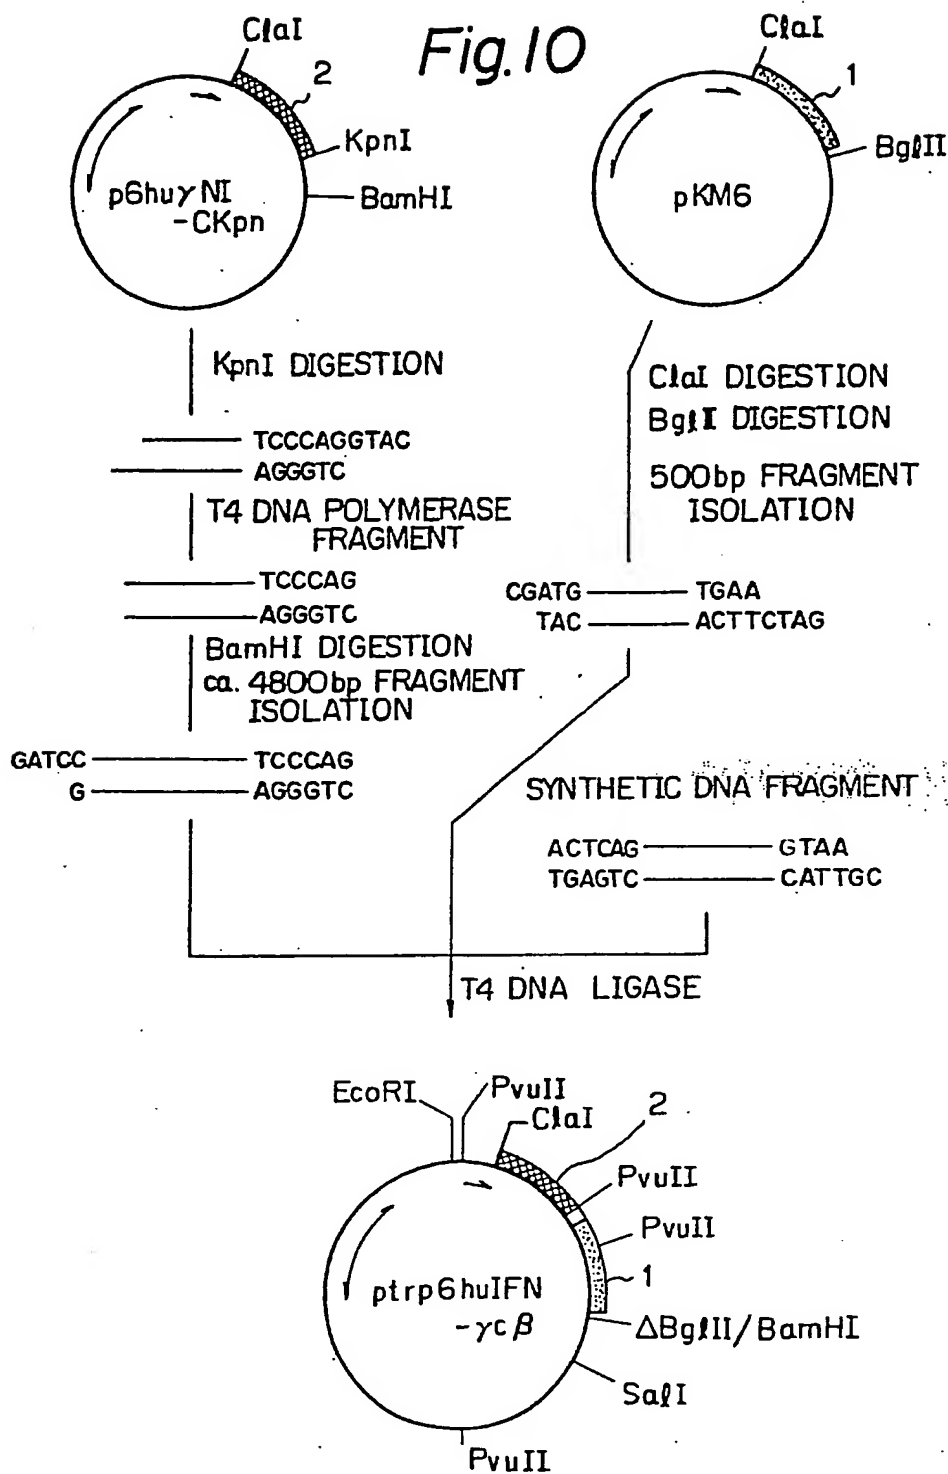 Fig.10
ClaI
2
KpnI
BamHI
p6huγNI
-CKpn
ClaI
1
BglII
pKM6
KpnI DIGESTION
TCCCAGGTAC
AGGGTC
T4 DNA POLYMERASE
FRAGMENT
TCCCAG
AGGGTC
BamHI DIGESTION
ca. 4800bp FRAGMENT
ISOLATION
GATCC TCCCAG
G AGGGTC
ClaI DIGESTION
BglI DIGESTION
500bp FRAGMENT
ISOLATION
CGATG TGAA
TAC ACTTCTAG
SYNTHETIC DNA FRAGMENT
ACTCAG GTAA
TGAGTC CATTGC
T4 DNA LIGASE
EcoRI
PvuII
ClaI
2
PvuII
PvuII
1
ΔBglII/BamHI
SalI
PvuII
ptrp6huIFN
-γcβ